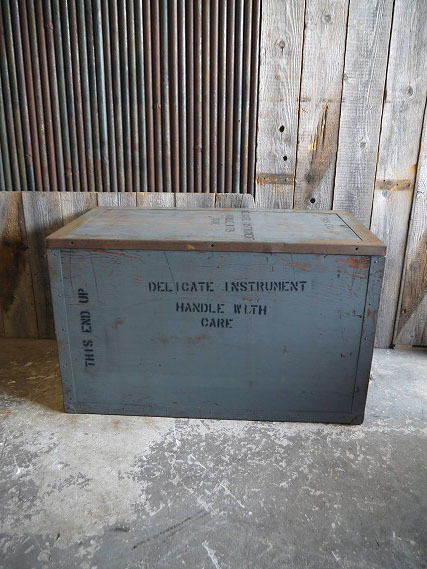 DELICATE INSTRUMENT
HANDLE WITH
CARE
THIS END UP